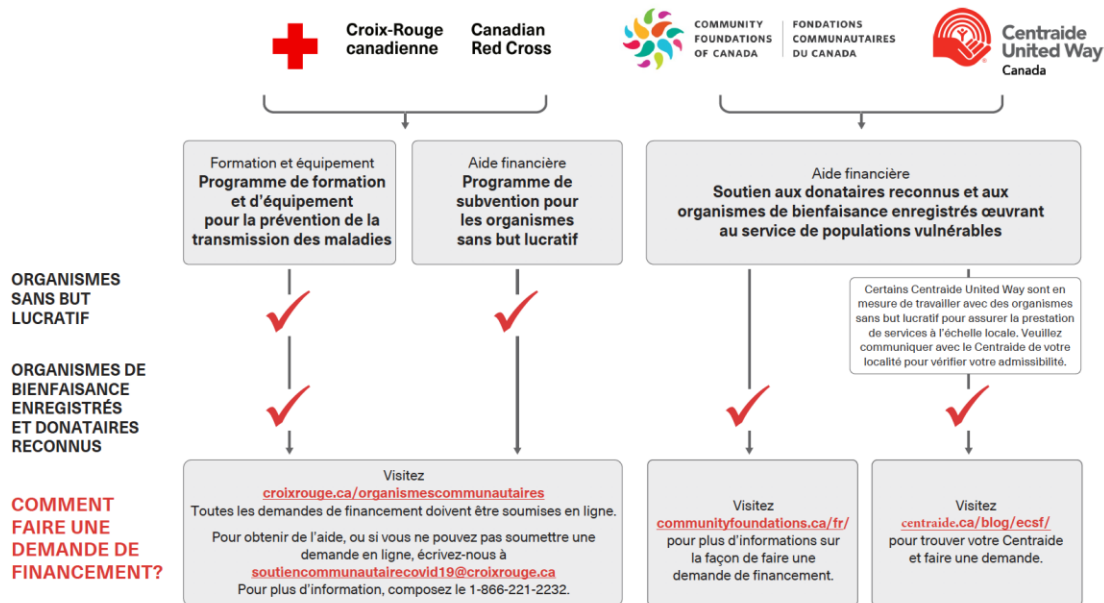 Croix-Rouge
canadienne
Canadian
Red Cross
COMMUNITY
FOUNDATIONS
OF CANADA
FONDATIONS
COMMUNAUTAIRES
DU CANADA
Centraide
United Way
Canada
Formation et équipement
Programme de formation
et d'équipement
pour la prévention de la
transmission des maladies
Aide financière
Programme de
subvention pour
les organismes
sans but lucratif
Aide financière
Soutien aux donataires reconnus et aux
organismes de bienfaisance enregistrés œuvrant
au service de populations vulnérables
ORGANISMES
SANS BUT
LUCRATIF
Certains Centraide United Way sont en
mesure de travailler avec des organismes
sans but lucratif pour assurer la prestation
de services à l'échelle locale. Veuillez
communiquer avec le Centraide de votre
localité pour vérifier votre admissibilité.
ORGANISMES DE
BIENFAISANCE
ENREGISTRÉS
ET DONATAIRES
RECONNUS
COMMENT
FAIRE UNE
DEMANDE DE
FINANCEMENT?
Visitez
croixrouge.ca/organismescommunautaires
Toutes les demandes de financement doivent être soumises en ligne.
Pour obtenir de l'aide, ou si vous ne pouvez pas soumettre une
demande en ligne, écrivez-nous à
soutiencommunautairecovid19@croixrouge.ca
Pour plus d'information, composez le 1-866-221-2232.
Visitez
communityfoundations.ca/fr/
pour plus d'informations sur
la façon de faire une
demande de financement.
Visitez
centraide.ca/blog/ecsf/
pour trouver votre Centraide
et faire une demande.